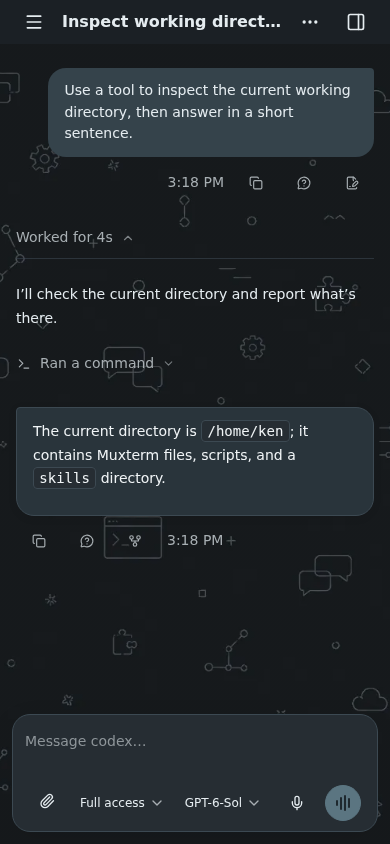 Inspect working direct...
Use a tool to inspect the current working
directory, then answer in a short
sentence.
3:18 PM
Worked for 4s
I’ll check the current directory and report what’s
there.
Ran a command
The current directory is /home/ken; it
contains Muxterm files, scripts, and a
skills directory.
3:18 PM
Message codex...
Full access
GPT-6-Sol